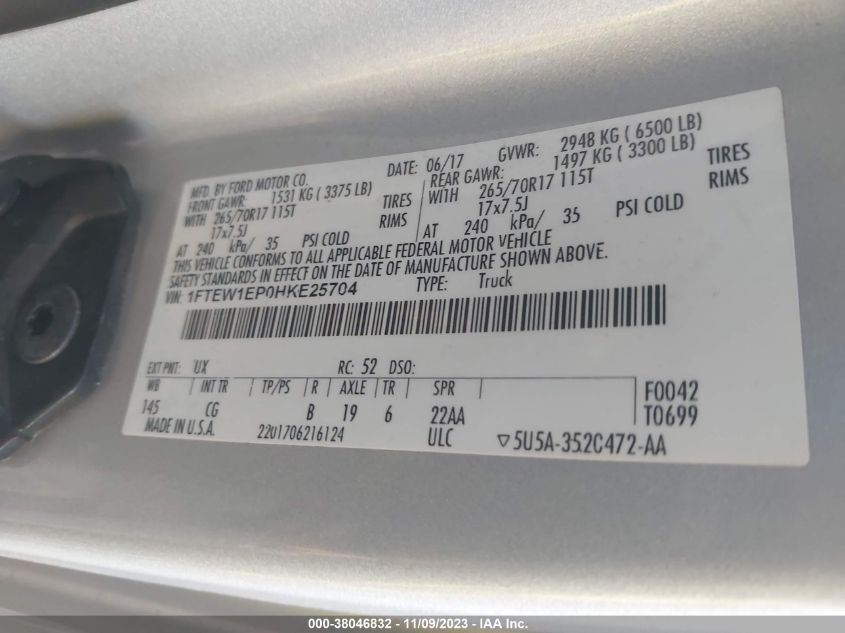 MFD. BY FORD MOTOR CO.
DATE: 06/17 GVWR: 2948 KG ( 6500 LB)
FRONT GAWR: 1531 KG ( 3375 LB) REAR GAWR: 1497 KG ( 3300 LB)
WITH 265/70R17 115T TIRES WITH 265/70R17 115T TIRES
17x7.5J RIMS 17x7.5J RIMS
AT 240 kPa/ 35 PSI COLD AT 240 kPa/ 35 PSI COLD
THIS VEHICLE CONFORMS TO ALL APPLICABLE FEDERAL MOTOR VEHICLE
SAFETY STANDARDS IN EFFECT ON THE DATE OF MANUFACTURE SHOWN ABOVE.
VIN: 1FTEW1EP0HKE25704 TYPE: Truck
EXT PNT: UX RC: 52 DSO:
WB INT TR TP/PS R AXLE TR SPR F0042
145 CG B 19 6 22AA T0699
MADE IN U.S.A. 22U1706216124 ULC 5U5A-3520472-AA
000-38046832 - 11/09/2023 - IAA Inc.